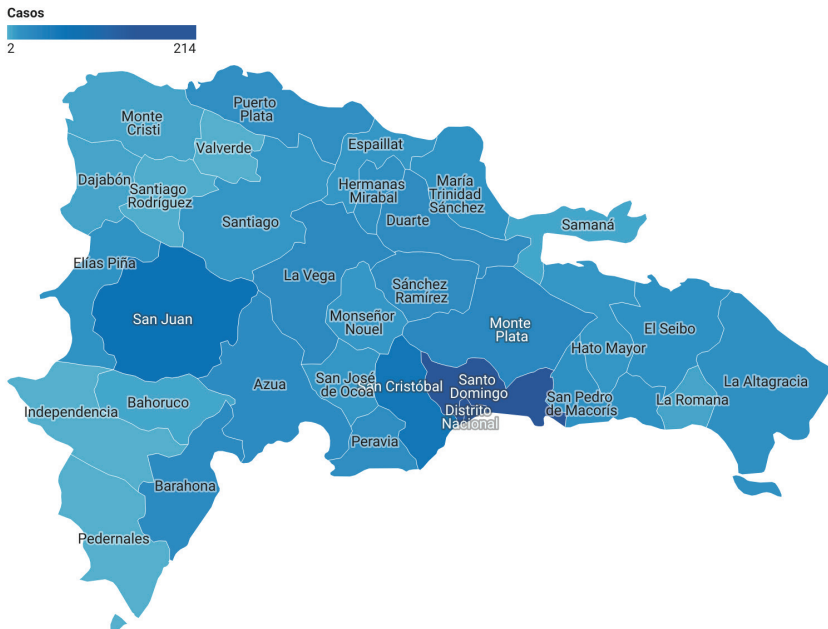 Casos
2 214
Puerto
Plata
Monte
Cristi
Valverde
Espaillat
Dajabón
Santiago
Rodríguez
Hermanas
Mirabal
María
Trinidad
Sánchez
Santiago
Duarte
Samaná
Elías Piña
La Vega
Sánchez
Ramírez
San Juan
Monseñor
Nouel
Monte
Plata
El Seibo
Hato Mayor
Azua
San José
de Ocoa
San Cristóbal
Santo
Domingo
La Altagracia
Independencia
Bahoruco
Distrito
Nacional
San Pedro
de Macorís
La Romana
Peravia
Barahona
Pedernales